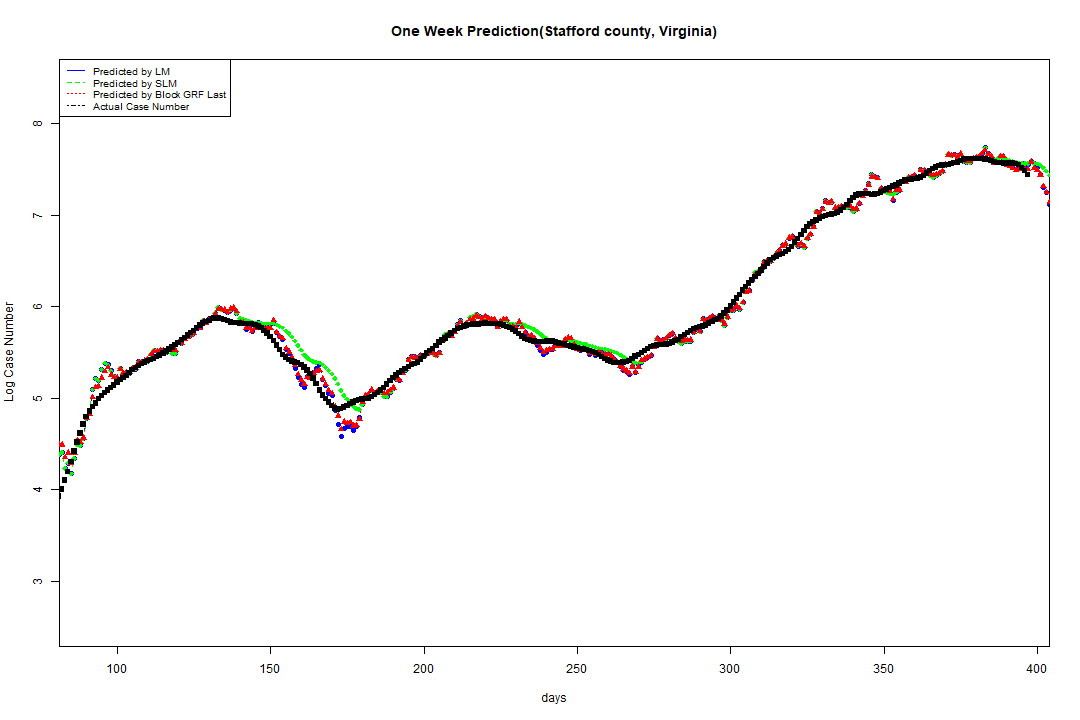 One Week Prediction(Stafford county, Virginia)
Predicted by LM
Predicted by SLM
Predicted by Block GRF Last
Actual Case Number
8
7
6
5
4
3
Log Case Number
100 150 200 250 300 350 400
days